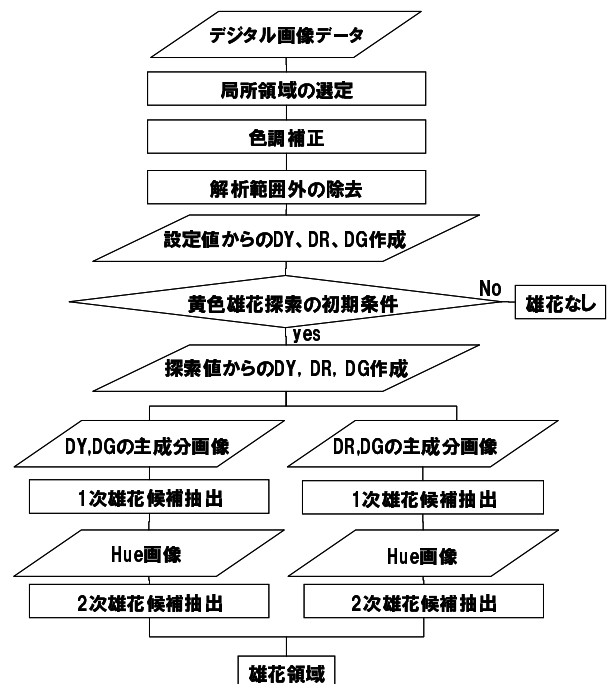 デジタル画像データ
局所領域の選定
色調補正
解析範囲外の除去
設定値からのDY、DR、DG作成
黄色雄花探索の初期条件
No
雄花なし
yes
探索値からのDY, DR, DG作成
DY,DGの主成分画像
DR,DGの主成分画像
1次雄花候補抽出
1次雄花候補抽出
Hue画像
Hue画像
2次雄花候補抽出
2次雄花候補抽出
雄花領域